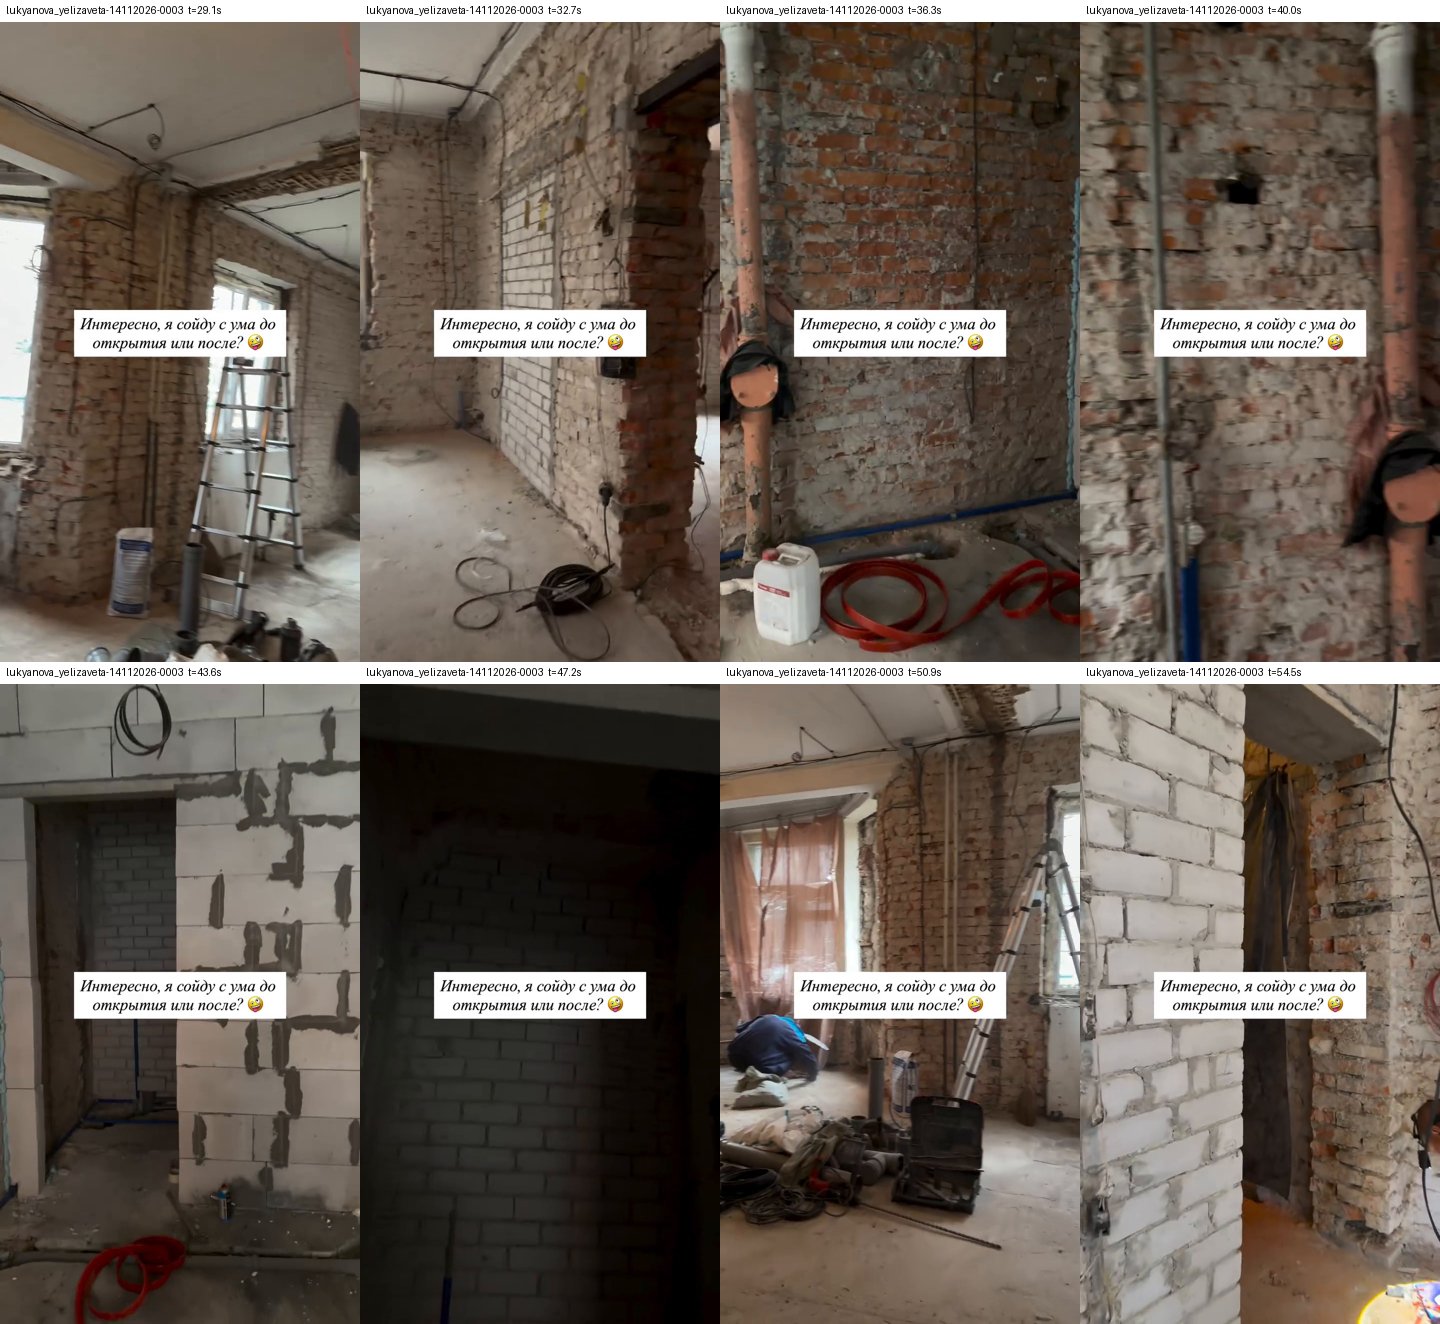 lukyanova_yelizaveta-14112026-0003 t=29.1s
lukyanova_yelizaveta-14112026-0003 t=32.7s
lukyanova_yelizaveta-14112026-0003 t=36.3s
lukyanova_yelizaveta-14112026-0003 t=40.0s
Интересно, я сойду с ума до
открытия или после? 🤪
Интересно, я сойду с ума до
открытия или после? 🤪
Интересно, я сойду с ума до
открытия или после? 🤪
Интересно, я сойду с ума до
открытия или после? 🤪
lukyanova_yelizaveta-14112026-0003 t=43.6s
lukyanova_yelizaveta-14112026-0003 t=47.2s
lukyanova_yelizaveta-14112026-0003 t=50.9s
lukyanova_yelizaveta-14112026-0003 t=54.5s
Интересно, я сойду с ума до
открытия или после? 🤪
Интересно, я сойду с ума до
открытия или после? 🤪
Интересно, я сойду с ума до
открытия или после? 🤪
Интересно, я сойду с ума до
открытия или после? 🤪